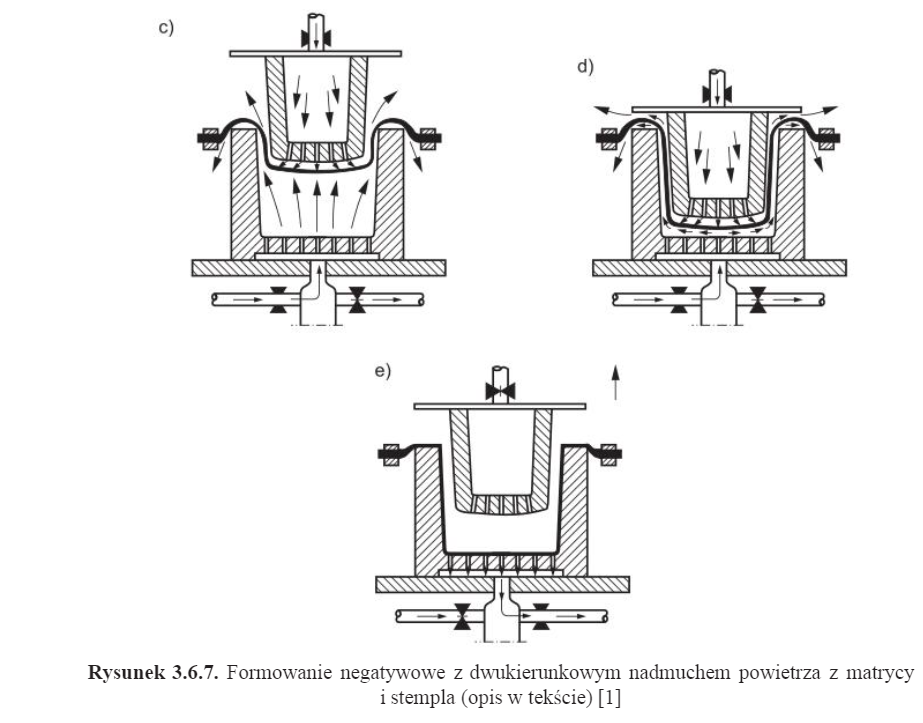 c)
d)
e)
Rysunek 3.6.7. Formowanie negatywowe z dwukierunkowym nadmuchem powietrza z matrycy
i stempla (opis w tekście) [1]